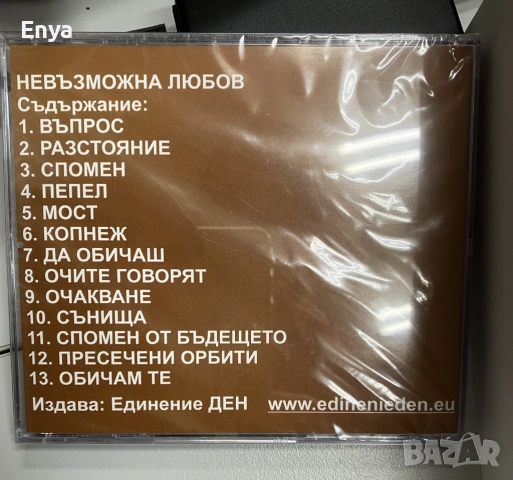 Enya
НЕВЪЗМОЖНА ЛЮБОВ
Съдържание:
1. ВЪПРОС
2. РАЗСТОЯНИЕ
3. СПОМЕН
4. ПЕПЕЛ
5. МОСТ
6. КОПНЕЖ
7. ДА ОБИЧАШ
8. ОЧИТЕ ГОВОРЯТ
9. ОЧАКВАНЕ
10. СЪНИЩА
11. СПОМЕН ОТ БЪДЕЩЕТО
12. ПРЕСЕЧЕНИ ОРБИТИ
13. ОБИЧАМ ТЕ
Издава: Единение ДЕН www.edinenieden.eu
BAZAR